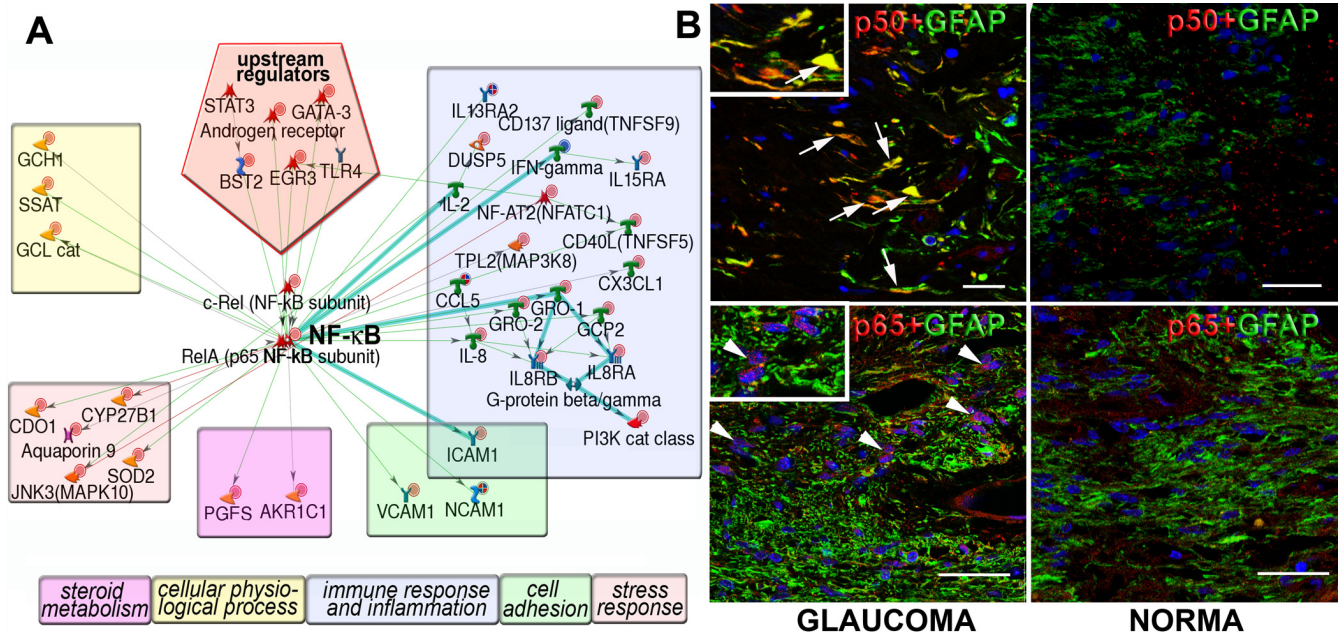 A
upstream
regulators
STAT3
GATA-3
Androgen receptor
BST2
EGR3
TLR4
GCH1
SSAT
GCL cat
IL13RA2
CD137 ligand(TNFSF9)
DUSP5
IFN-gamma
IL15RA
IL-2
NF-AT2(NFATC1)
CD40L(TNFSF5)
TPL2(MAP3K8)
CX3CL1
CCL5
GRO-1
GRO-2
GCP2
IL-8
IL8RB
IL8RA
G-protein beta/gamma
PI3K cat class
c-Rel (NF-kB subunit)
NF-κB
RelA (p65 NF-kB subunit)
CDO1
CYP27B1
Aquaporin 9
SOD2
JNK3(MAPK10)
PGFS
AKR1C1
ICAM1
VCAM1
NCAM1
steroid
metabolism
cellular physio-
logical process
immune response
and inflammation
cell
adhesion
stress
response
B
p50+GFAP
p50+GFAP
p65+GFAP
p65+GFAP
GLAUCOMA
NORMA